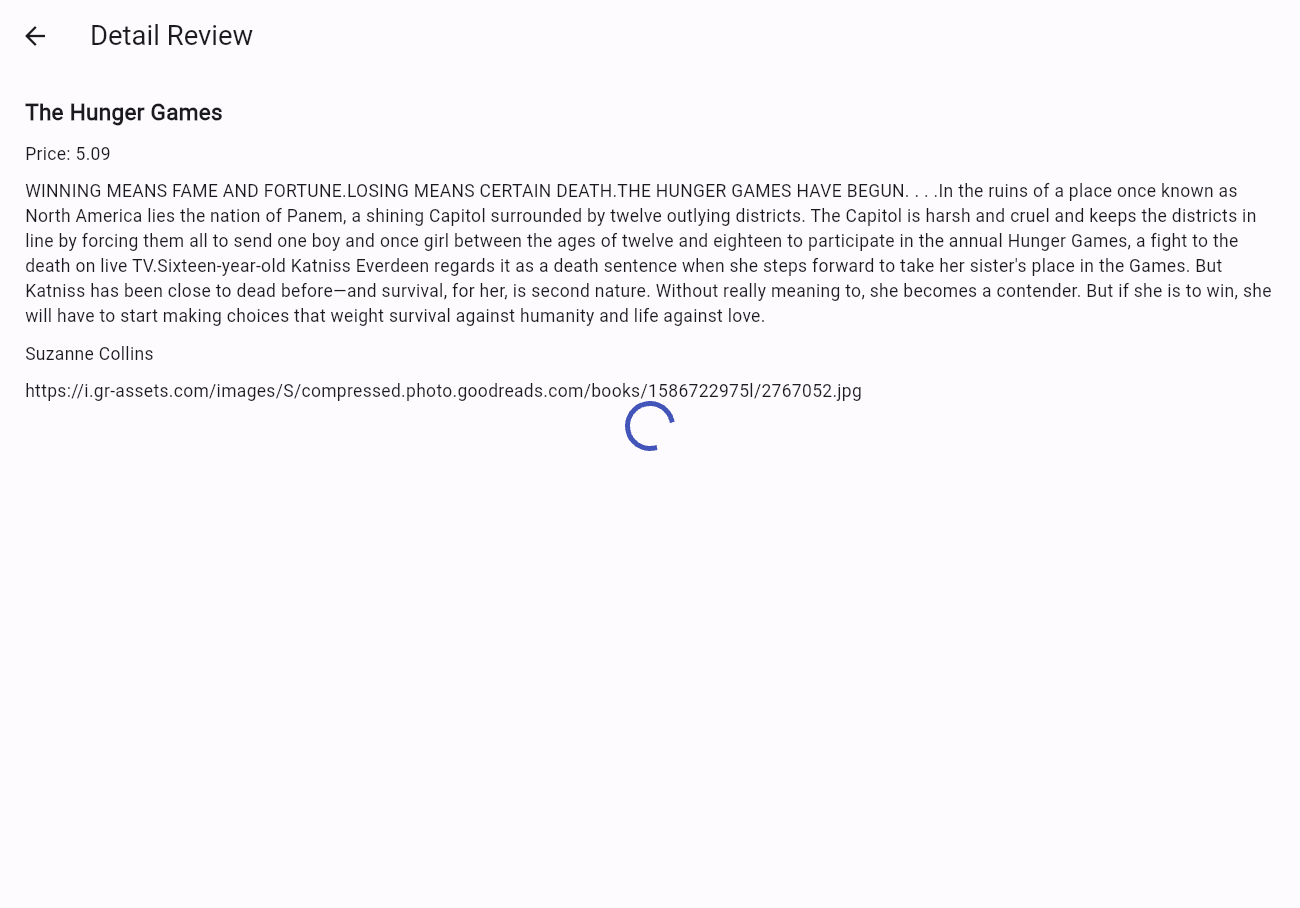 Detail Review
The Hunger Games
Price: 5.09
WINNING MEANS FAME AND FORTUNE.LOSING MEANS CERTAIN DEATH.THE HUNGER GAMES HAVE BEGUN. . . .In the ruins of a place once known as
North America lies the nation of Panem, a shining Capitol surrounded by twelve outlying districts. The Capitol is harsh and cruel and keeps the districts in
line by forcing them all to send one boy and once girl between the ages of twelve and eighteen to participate in the annual Hunger Games, a fight to the
death on live TV.Sixteen-year-old Katniss Everdeen regards it as a death sentence when she steps forward to take her sister's place in the Games. But
Katniss has been close to dead before—and survival, for her, is second nature. Without really meaning to, she becomes a contender. But if she is to win, she
will have to start making choices that weight survival against humanity and life against love.
Suzanne Collins
https://i.gr-assets.com/images/S/compressed.photo.goodreads.com/books/1586722975l/2767052.jpg